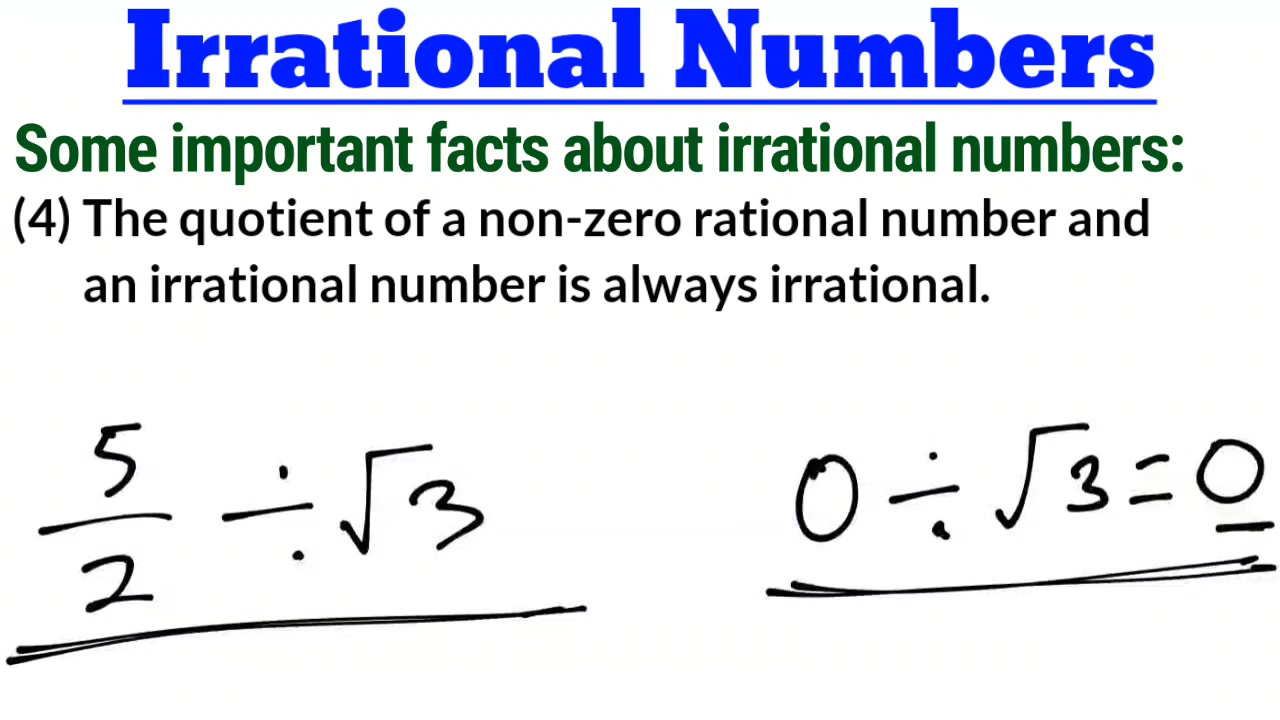 Irrational Numbers
Some important facts about irrational numbers:
(4) The quotient of a non-zero rational number and
an irrational number is always irrational.
5/2 ÷ √3
0 ÷ √3 = 0